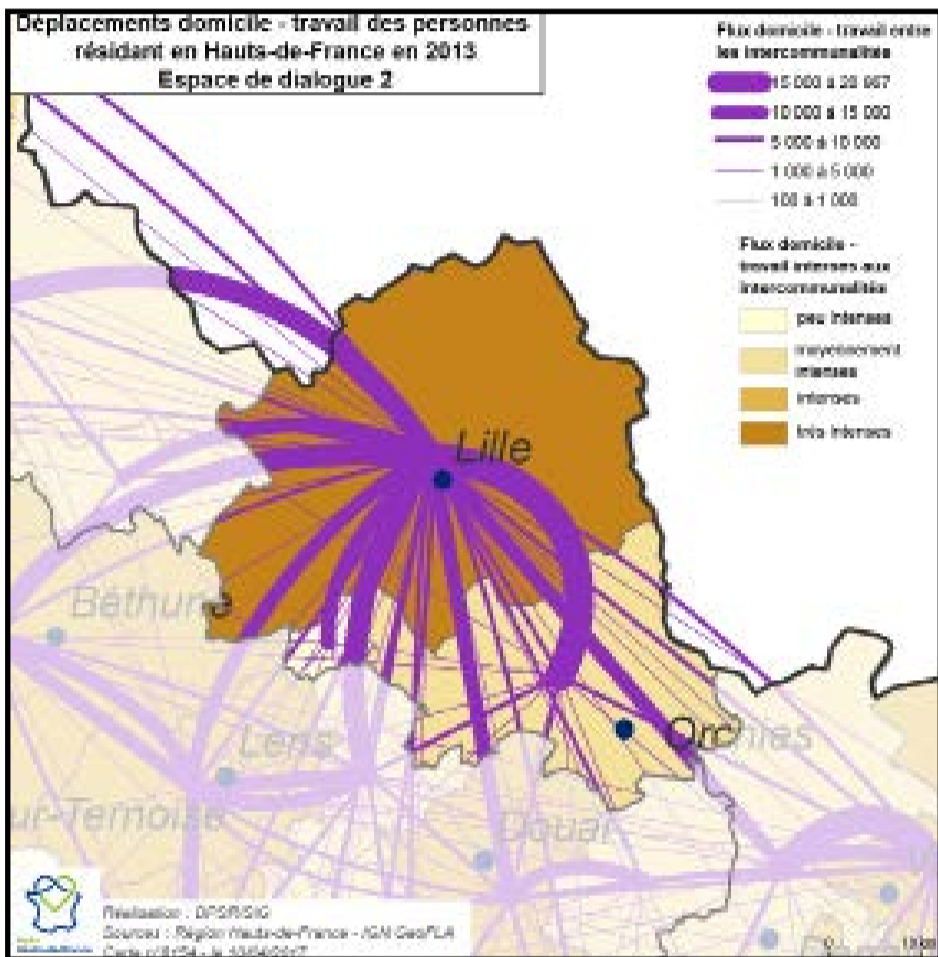 Déplacements domicile - travail des personnes
résidant en Hauts-de-France en 2013
Espace de dialogue 2
Flux domicile - travail entre
les intercommunalités
15 000 à 20 667
10 000 à 15 000
5 000 à 10 000
1 000 à 5 000
100 à 1 000
Flux domicile -
travail internes aux
intercommunalités
peu intenses
moyennement
intenses
intenses
très intenses
Lille
Béthune
Lens
Orchies
ur-Ternoise
Douai
Réalisation : DPSR/SIG
Sources : Région Hauts-de-France - IGN GeoFLA